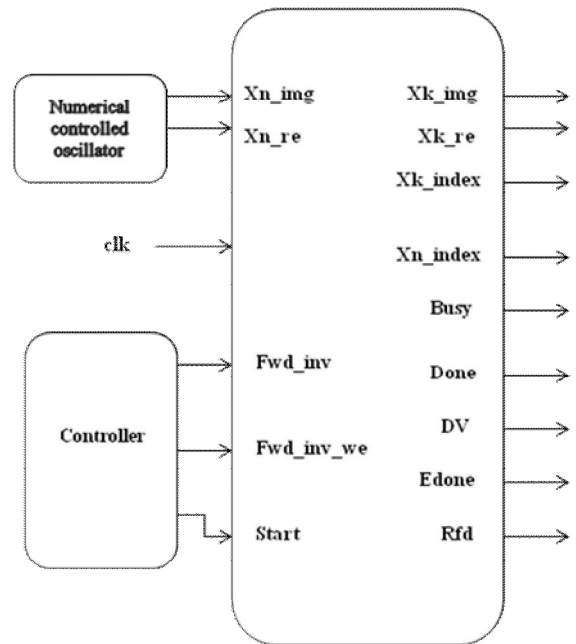 Xn_img
Xk_img
Numerical
controlled
oscillator
Xn_re
Xk_re
Xk_index
clk
Xn_index
Busy
Fwd_inv
Done
Controller
DV
Fwd_inv_we
Edone
Start
Rfd